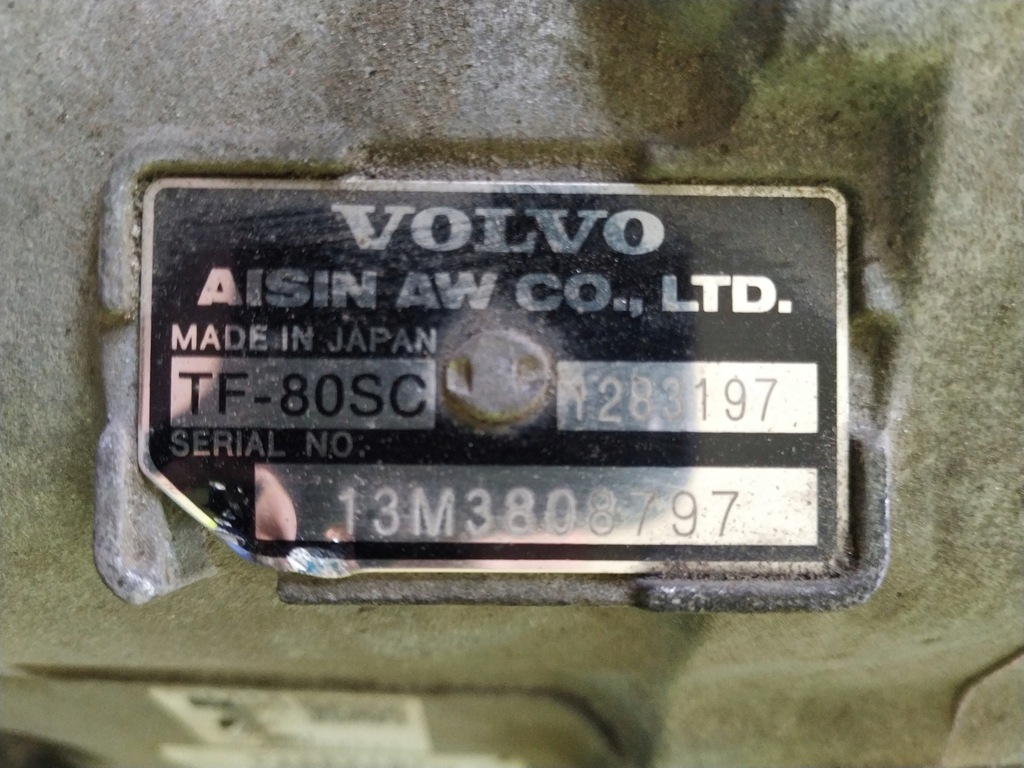 VOLVO
AISIN AW CO., LTD.
MADE IN JAPAN
TF-80SC 1283197
SERIAL NO.
13M3808797